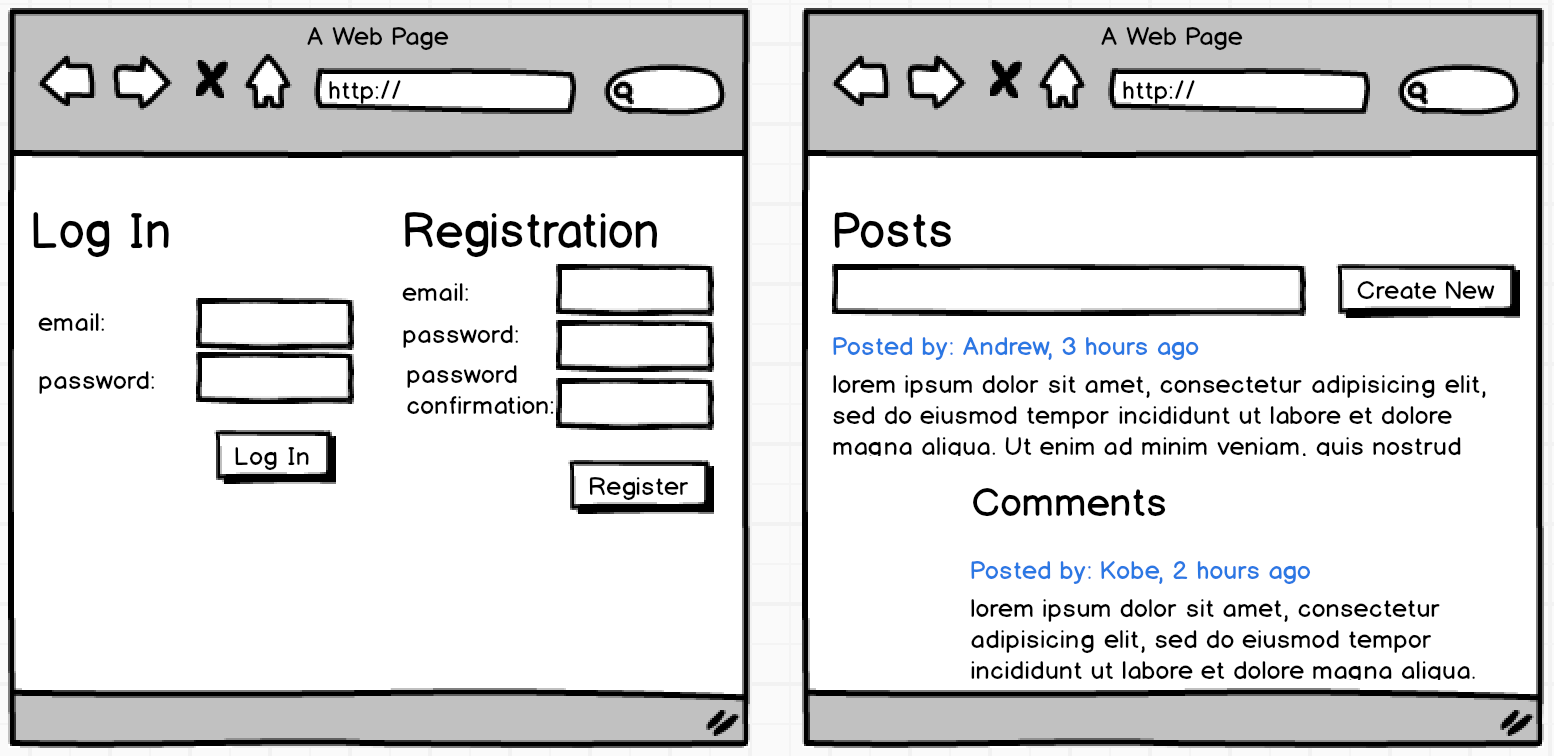 A Web Page
http://
Log In
email:
password:
Log In
Registration
email:
password:
password
confirmation:
Register
A Web Page
http://
Posts
Create New
Posted by: Andrew, 3 hours ago
lorem ipsum dolor sit amet, consectetur adipisicing elit,
sed do eiusmod tempor incididunt ut labore et dolore
magna aliqua. Ut enim ad minim veniam, quis nostrud
Comments
Posted by: Kobe, 2 hours ago
lorem ipsum dolor sit amet, consectetur
adipisicing elit, sed do eiusmod tempor
incididunt ut labore et dolore magna aliqua.